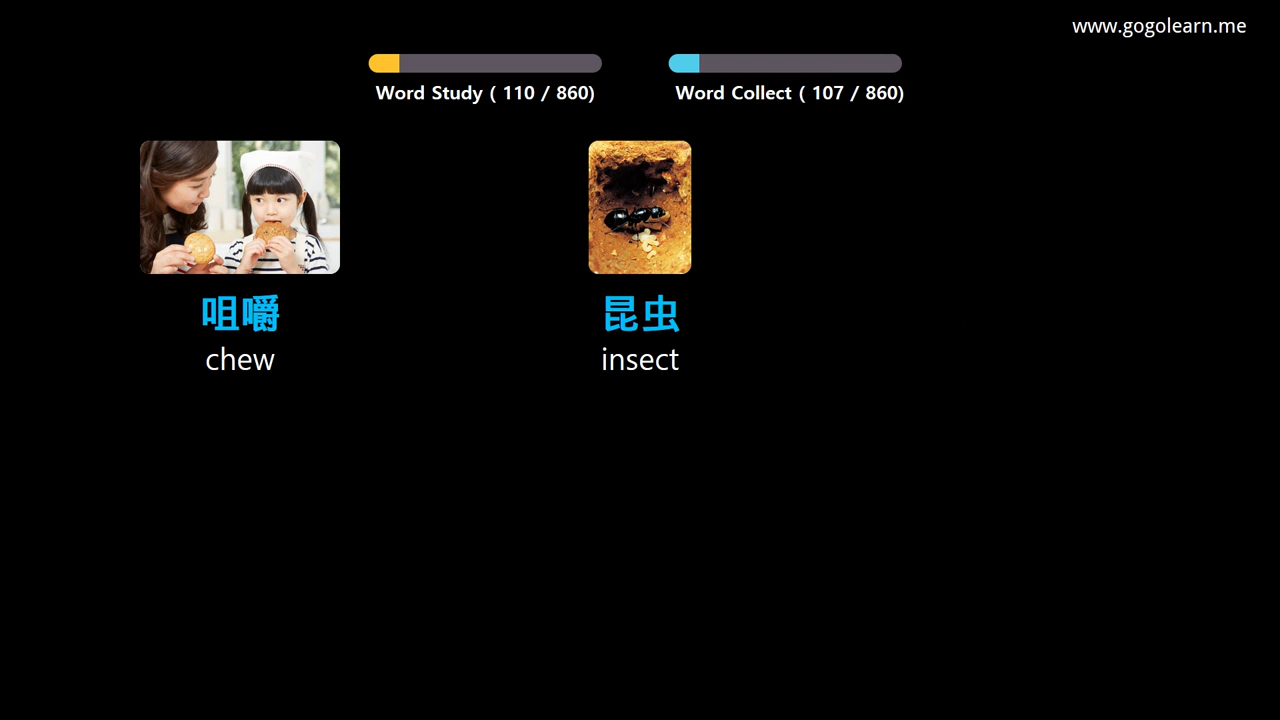 www.gogolearn.me
Word Study ( 110 / 860)
Word Collect ( 107 / 860)
咀嚼
chew
昆虫
insect